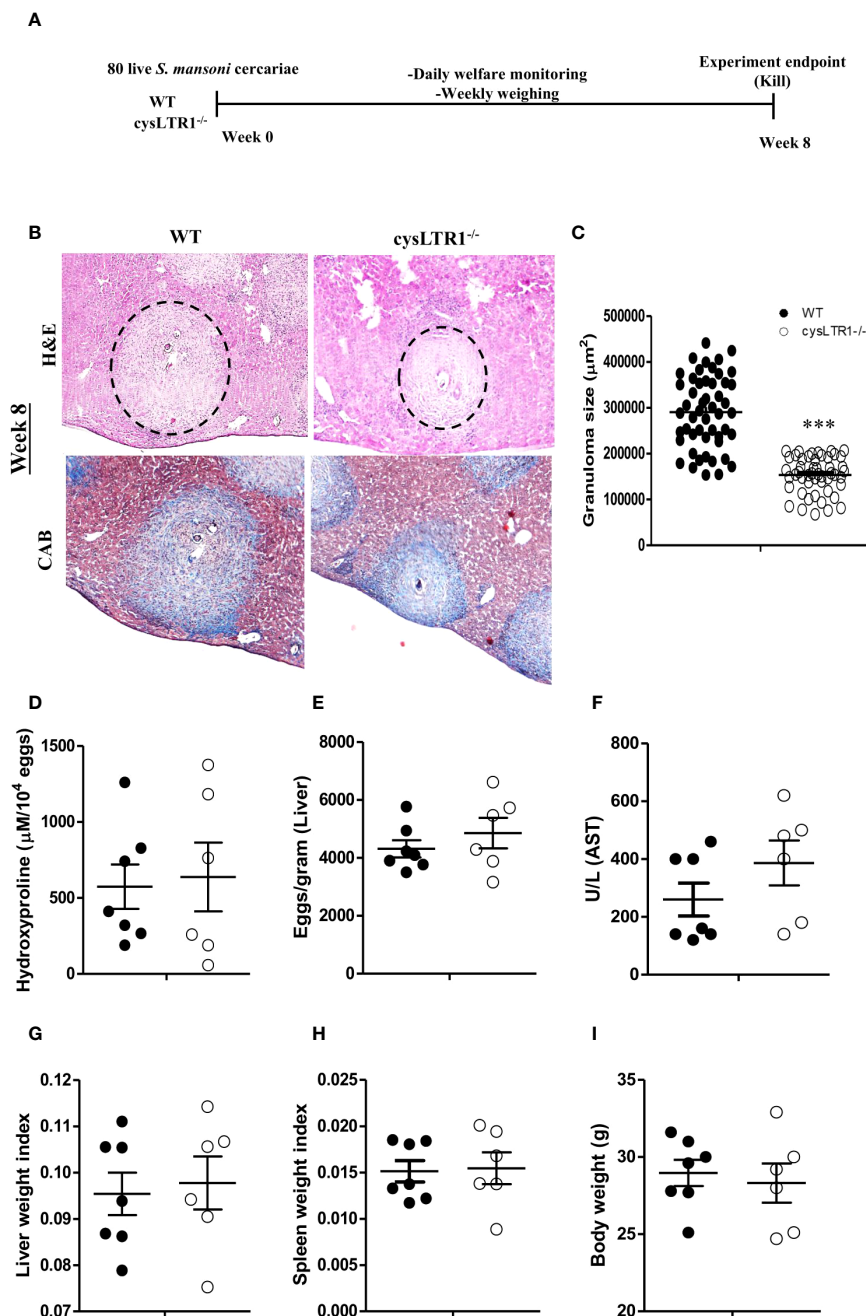 A
80 live S. mansoni cercariae
WT
cysLTR1-/-
Week 0
-Daily welfare monitoring
-Weekly weighing
Experiment endpoint
(Kill)
Week 8
B
WT
cysLTR1-/-
Week 8
H&E
CAB
C
WT
cysLTR1-/-
Granuloma size (μm²)
500000
400000
300000
200000
100000
0
***
D
Hydroxyproline (μM/10⁴ eggs)
1500
1000
500
0
E
Eggs/gram (Liver)
8000
6000
4000
2000
0
F
U/L (AST)
800
600
400
200
0
G
Liver weight index
0.12
0.11
0.10
0.09
0.08
0.07
H
Spleen weight index
0.025
0.020
0.015
0.010
0.005
0.000
I
Body weight (g)
35
30
25
20